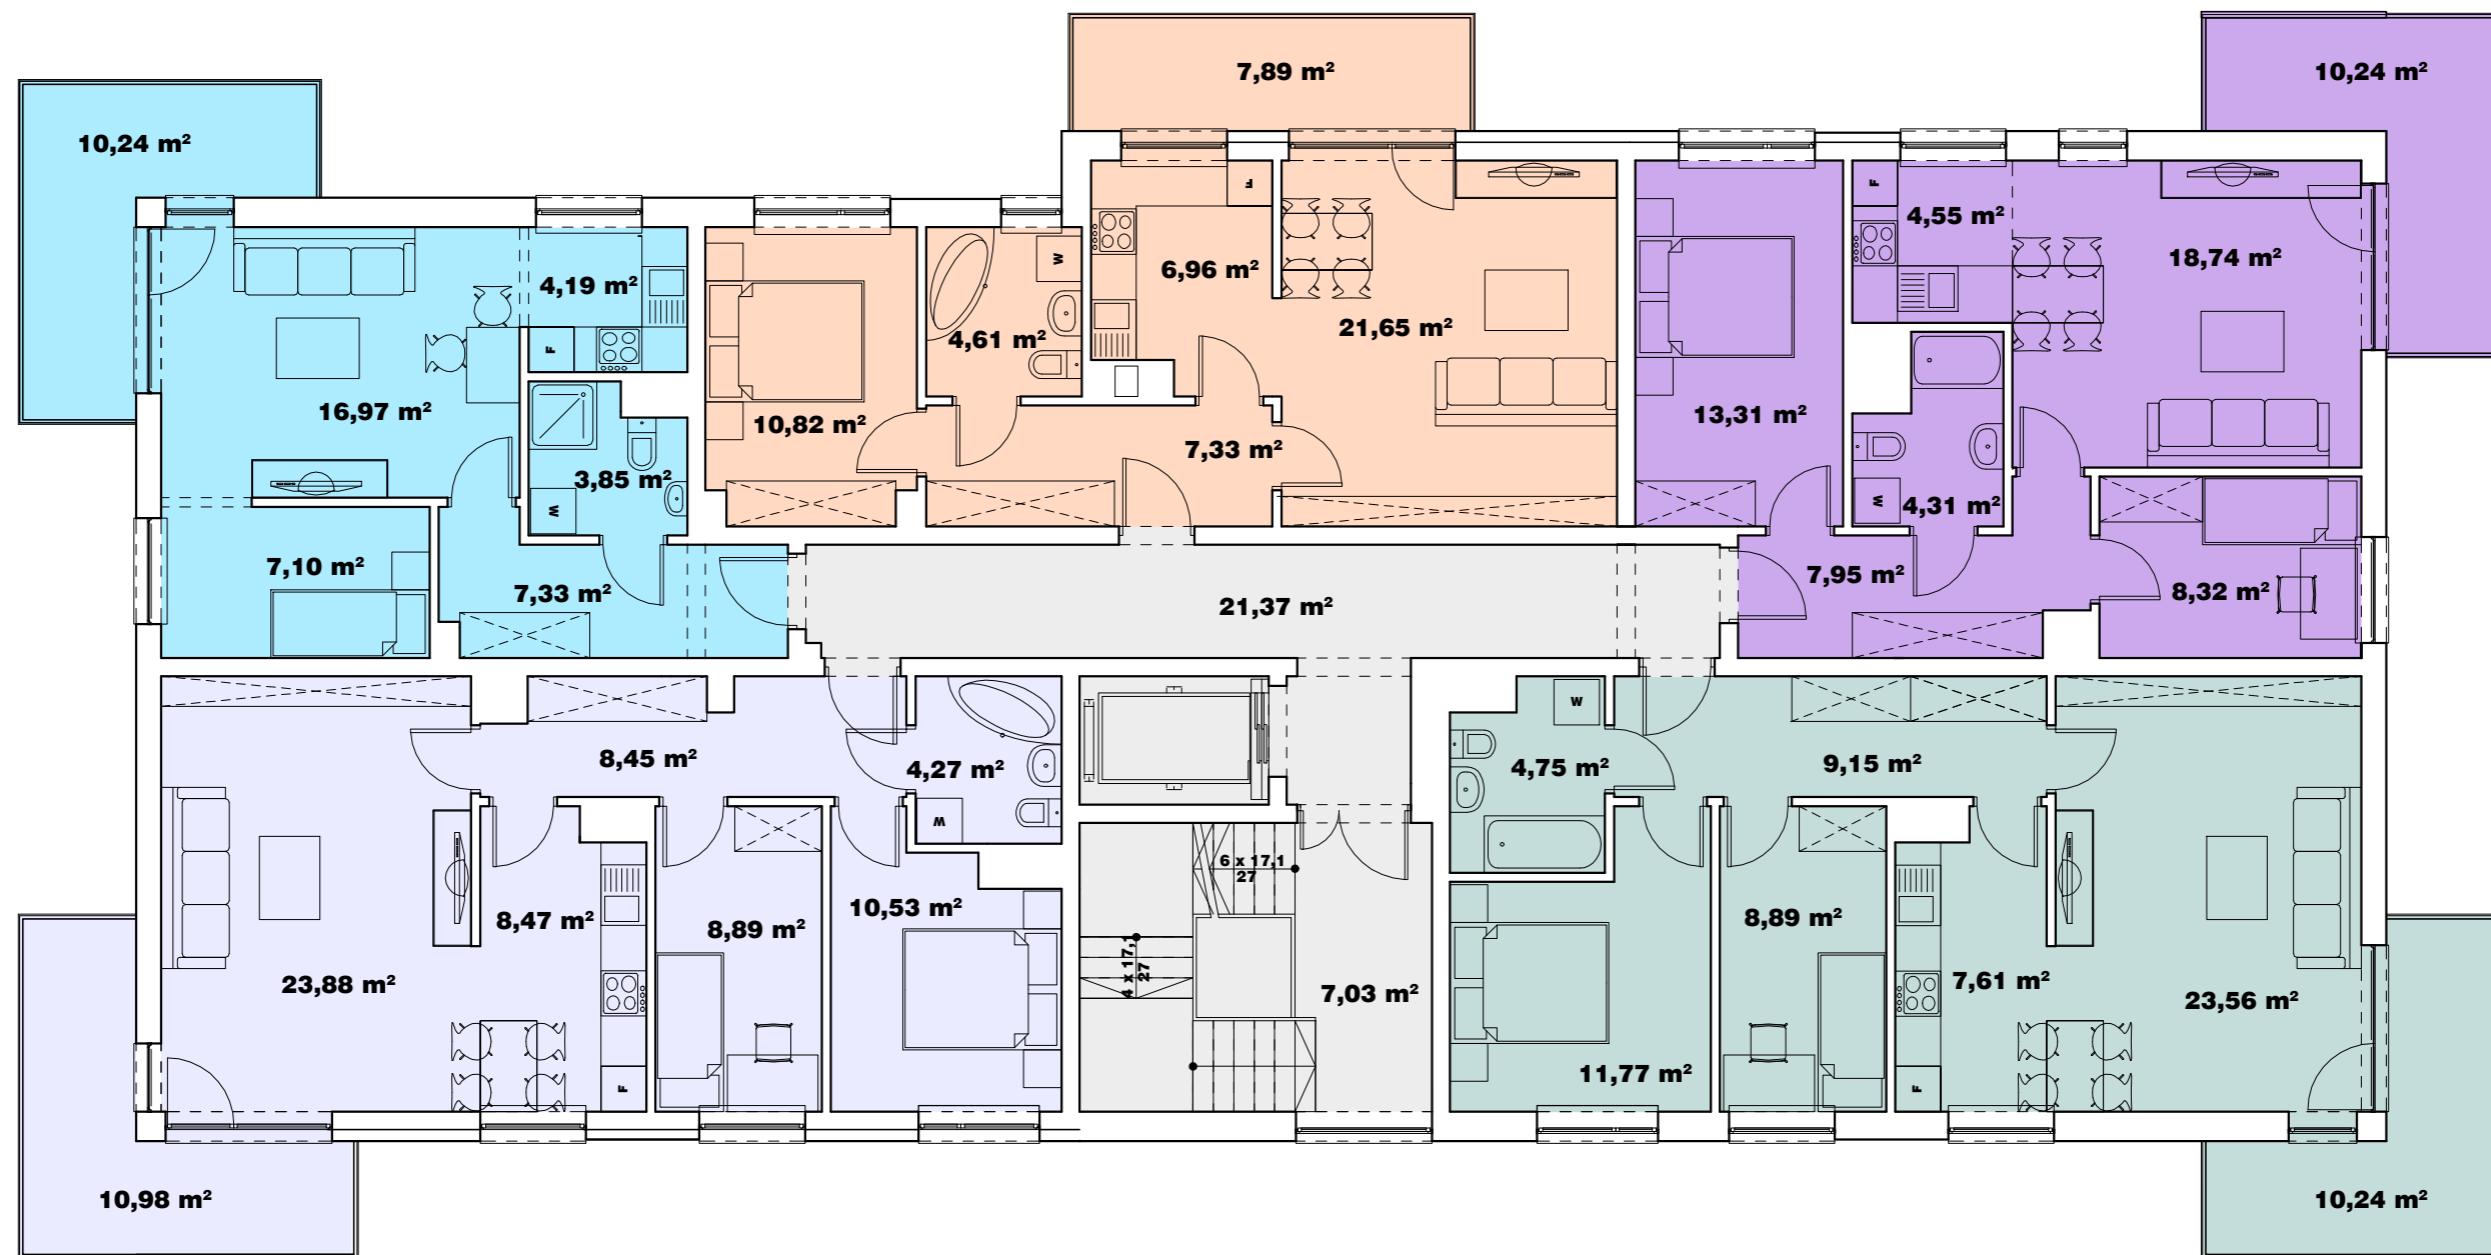 7,89 m²
10,24 m²
10,24 m²
F
F
4,55 m²
18,74 m²
W
4,19 m²
6,96 m²
21,65 m²
4,61 m²
F
16,97 m²
10,82 m²
13,31 m²
7,33 m²
3,85 m²
W
W
4,31 m²
7,10 m²
7,33 m²
21,37 m²
7,95 m²
8,32 m²
W
8,45 m²
4,27 m²
4,75 m²
9,15 m²
W
6 x 17,1
27
10,53 m²
8,47 m²
8,89 m²
8,89 m²
4 x 17,1
27
23,88 m²
7,03 m²
7,61 m²
23,56 m²
11,77 m²
F
F
10,98 m²
10,24 m²